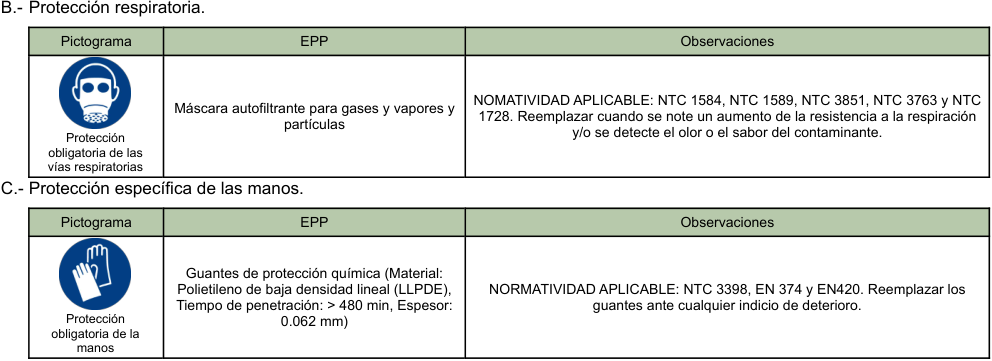 B.- Protección respiratoria.
Pictograma EPP Observaciones
Protección
obligatoria de las
vías respiratorias
Máscara autofiltrante para gases y vapores y
partículas
NOMATIVIDAD APLICABLE: NTC 1584, NTC 1589, NTC 3851, NTC 3763 y NTC
1728. Reemplazar cuando se note un aumento de la resistencia a la respiración
y/o se detecte el olor o el sabor del contaminante.
C.- Protección específica de las manos.
Pictograma EPP Observaciones
Protección
obligatoria de la
manos
Guantes de protección química (Material:
Polietileno de baja densidad lineal (LLPDE),
Tiempo de penetración: > 480 min, Espesor:
0.062 mm)
NORMATIVIDAD APLICABLE: NTC 3398, EN 374 y EN420. Reemplazar los
guantes ante cualquier indicio de deterioro.